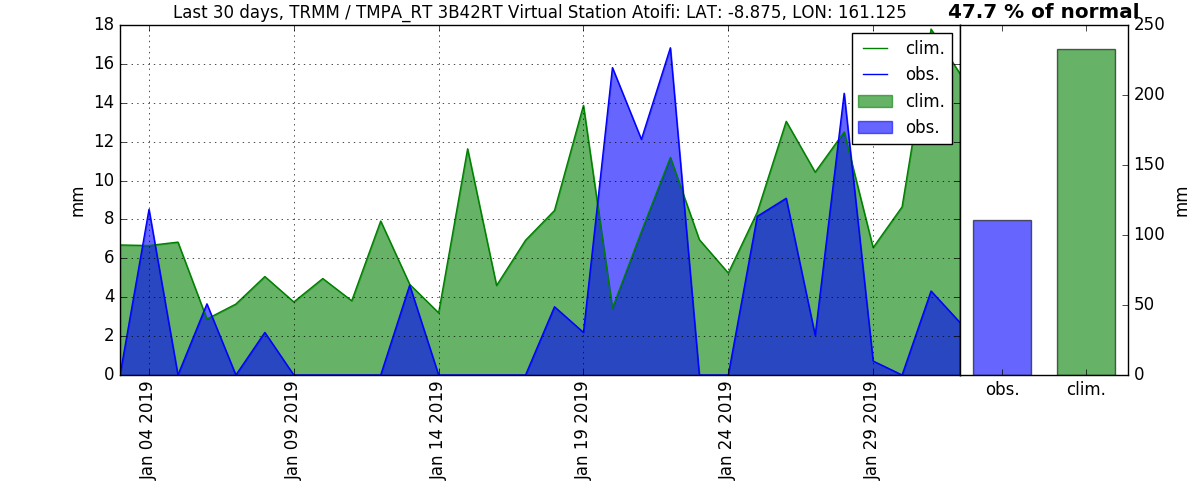 Last 30 days, TRMM / TMPA_RT 3B42RT Virtual Station Atoifi: LAT: -8.875, LON: 161.125
47.7 % of normal
18
16
14
12
10
8
6
4
2
0
mm
clim.
obs.
clim.
obs.
Jan 04 2019
Jan 09 2019
Jan 14 2019
Jan 19 2019
Jan 24 2019
Jan 29 2019
250
200
150
100
50
0
mm
obs.
clim.